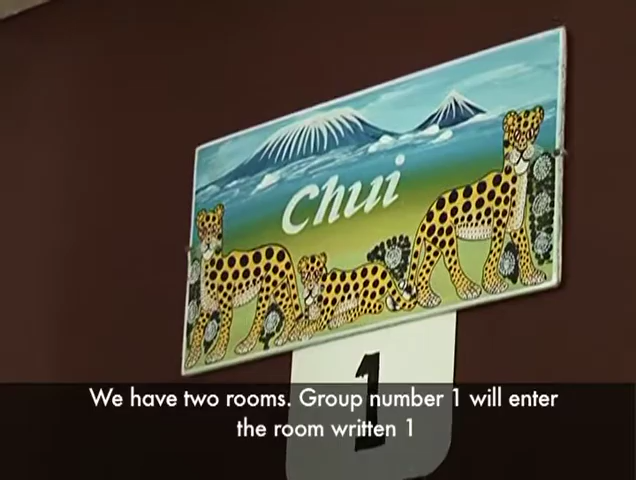 Chui
1
We have two rooms. Group number 1 will enter
the room written 1